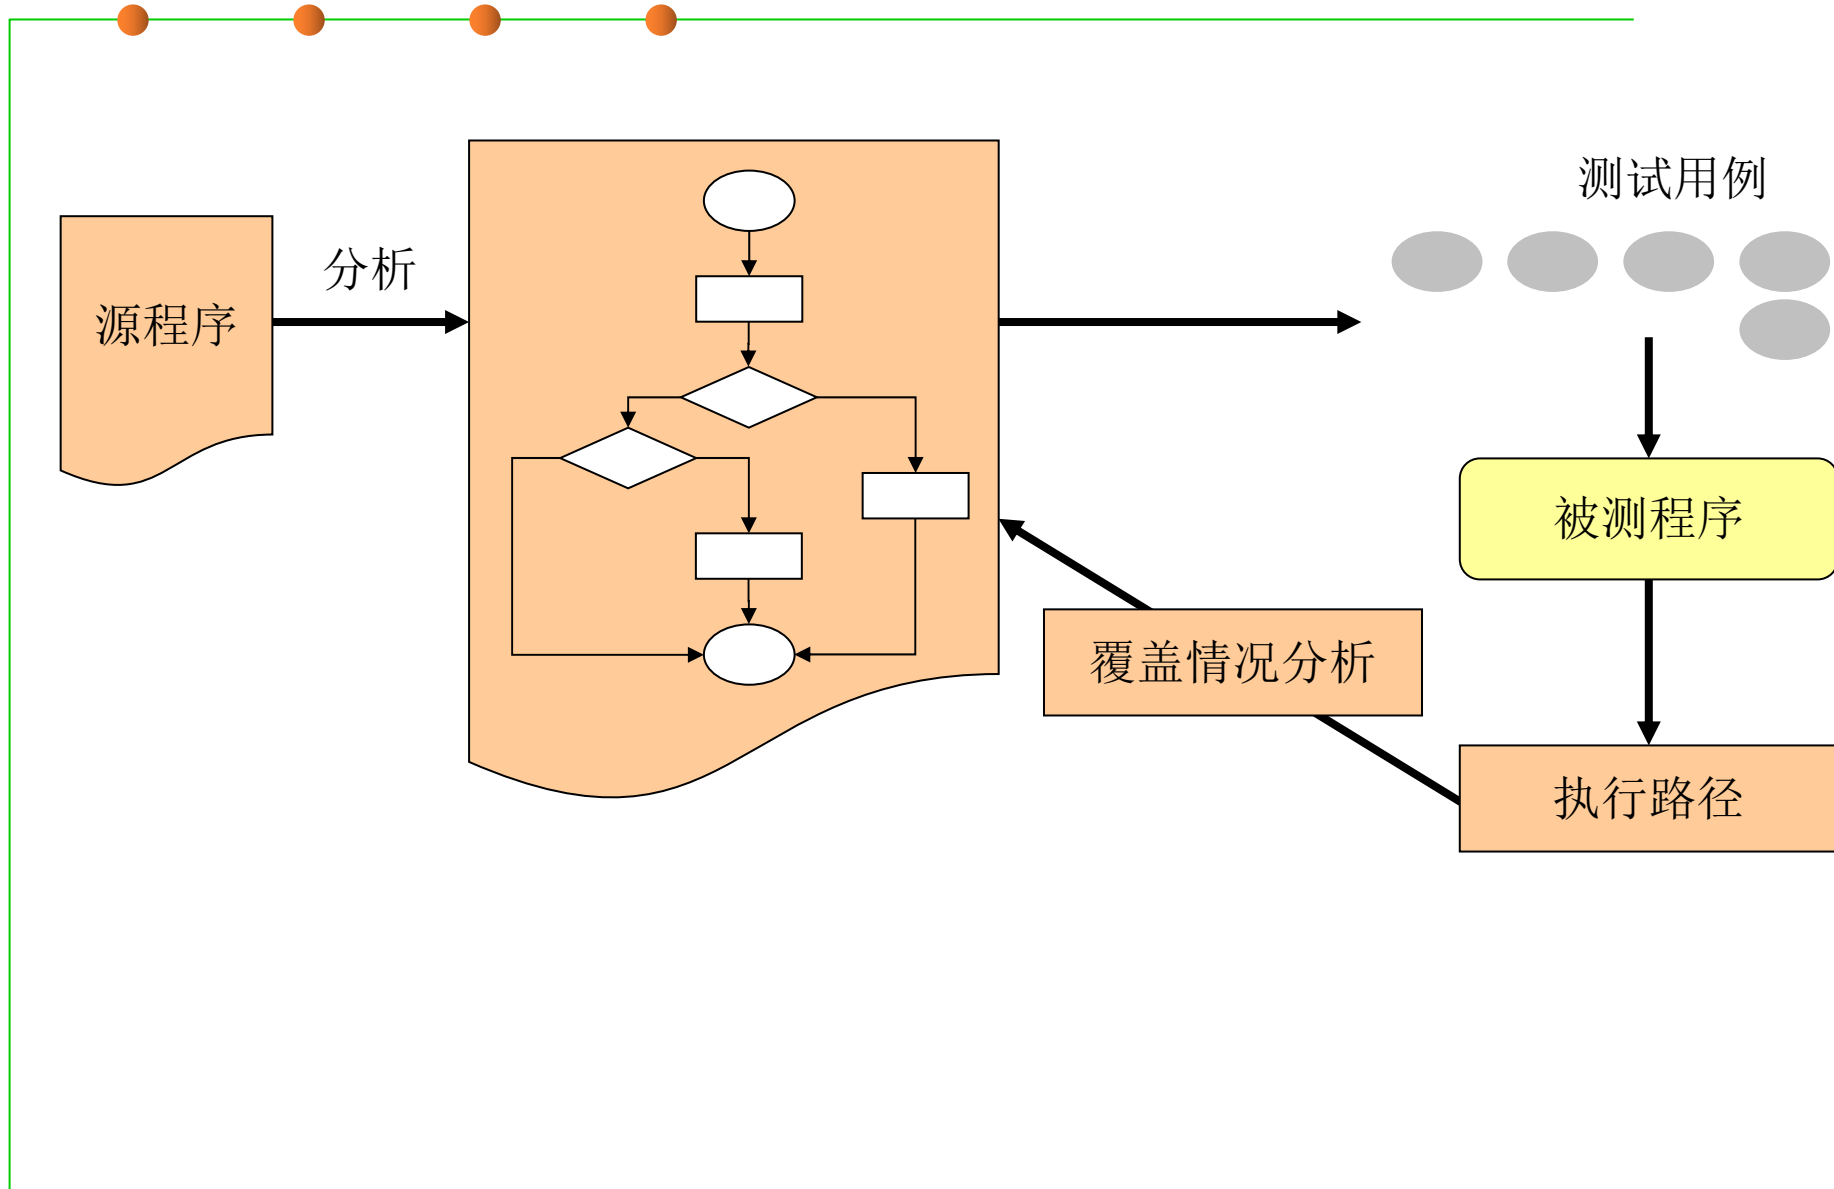 测试用例
分析
源程序
被测程序
覆盖情况分析
执行路径